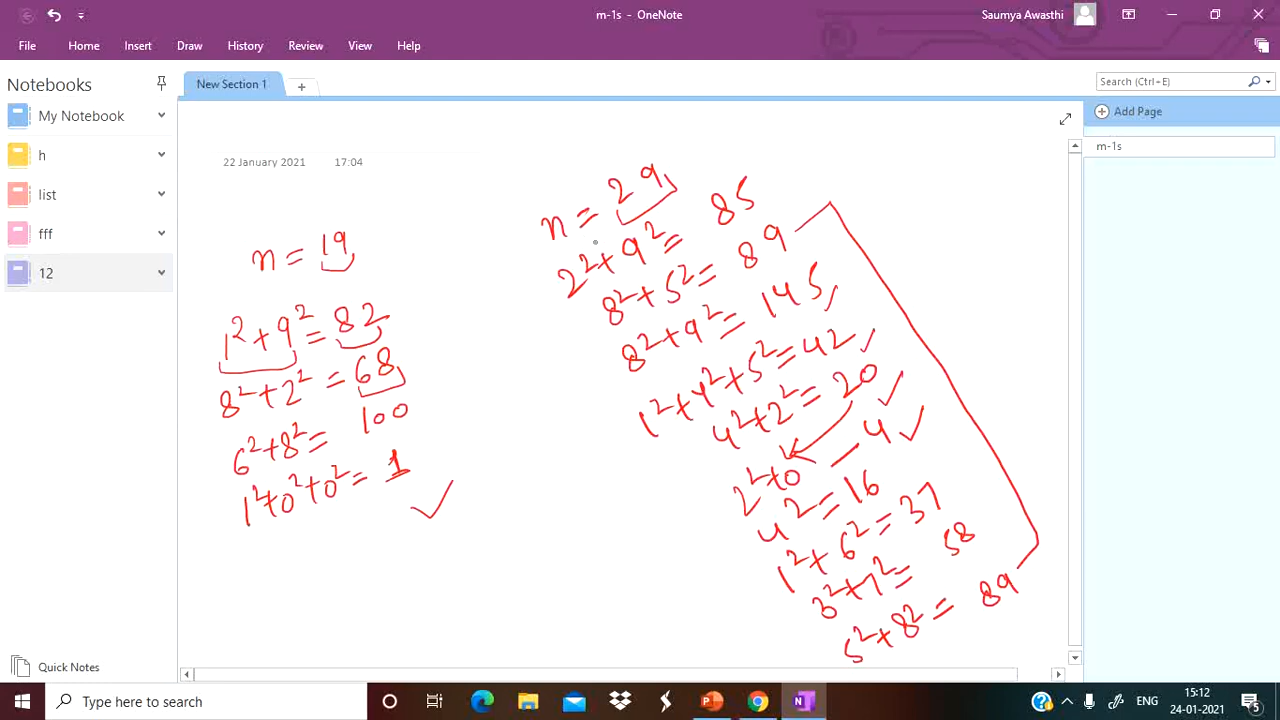 m-1s - OneNote
Saumya Awasthi
File Home Insert Draw History Review View Help
Notebooks
New Section 1
+
Search (Ctrl+E)
My Notebook
h
list
fff
12
Add Page
m-1s
22 January 2021 17:04
n = 19
1² + 9² = 82
8² + 2² = 68
6² + 8² = 100
1² + 0² + 0² = 1
n = 29
2² + 9² = 85
8² + 5² = 89
8² + 9² = 145
1² + 4² + 5² = 42
4² + 2² = 20
2² + 0 — 4
4² = 16
1² + 6² = 37
3² + 7² = 58
5² + 8² = 89
Quick Notes
Type here to search
ENG
15:12
24-01-2021
5